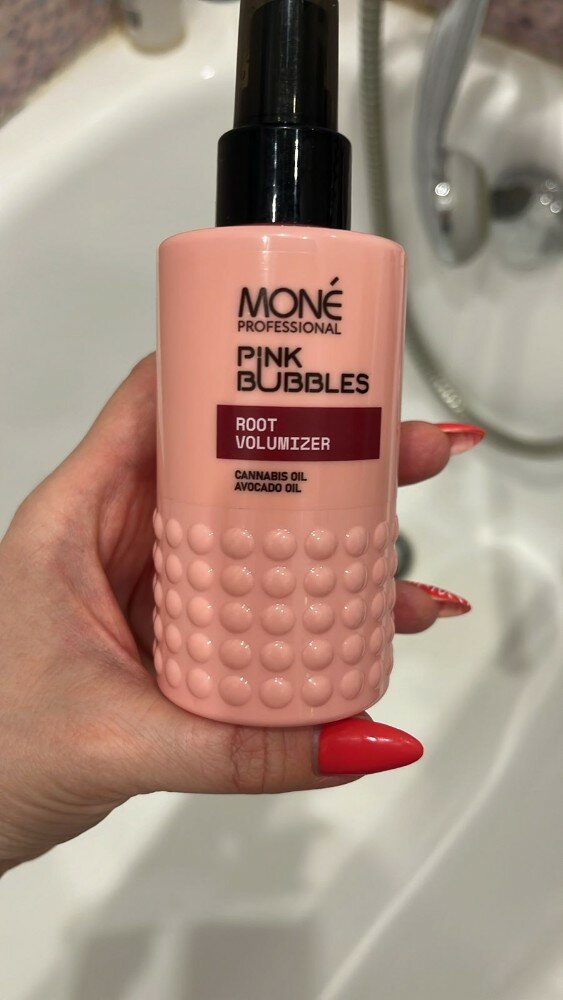 MONÉ
PROFESSIONAL
PINK
BUBBLES
ROOT
VOLUMIZER
CANNABIS OIL
AVOCADO OIL